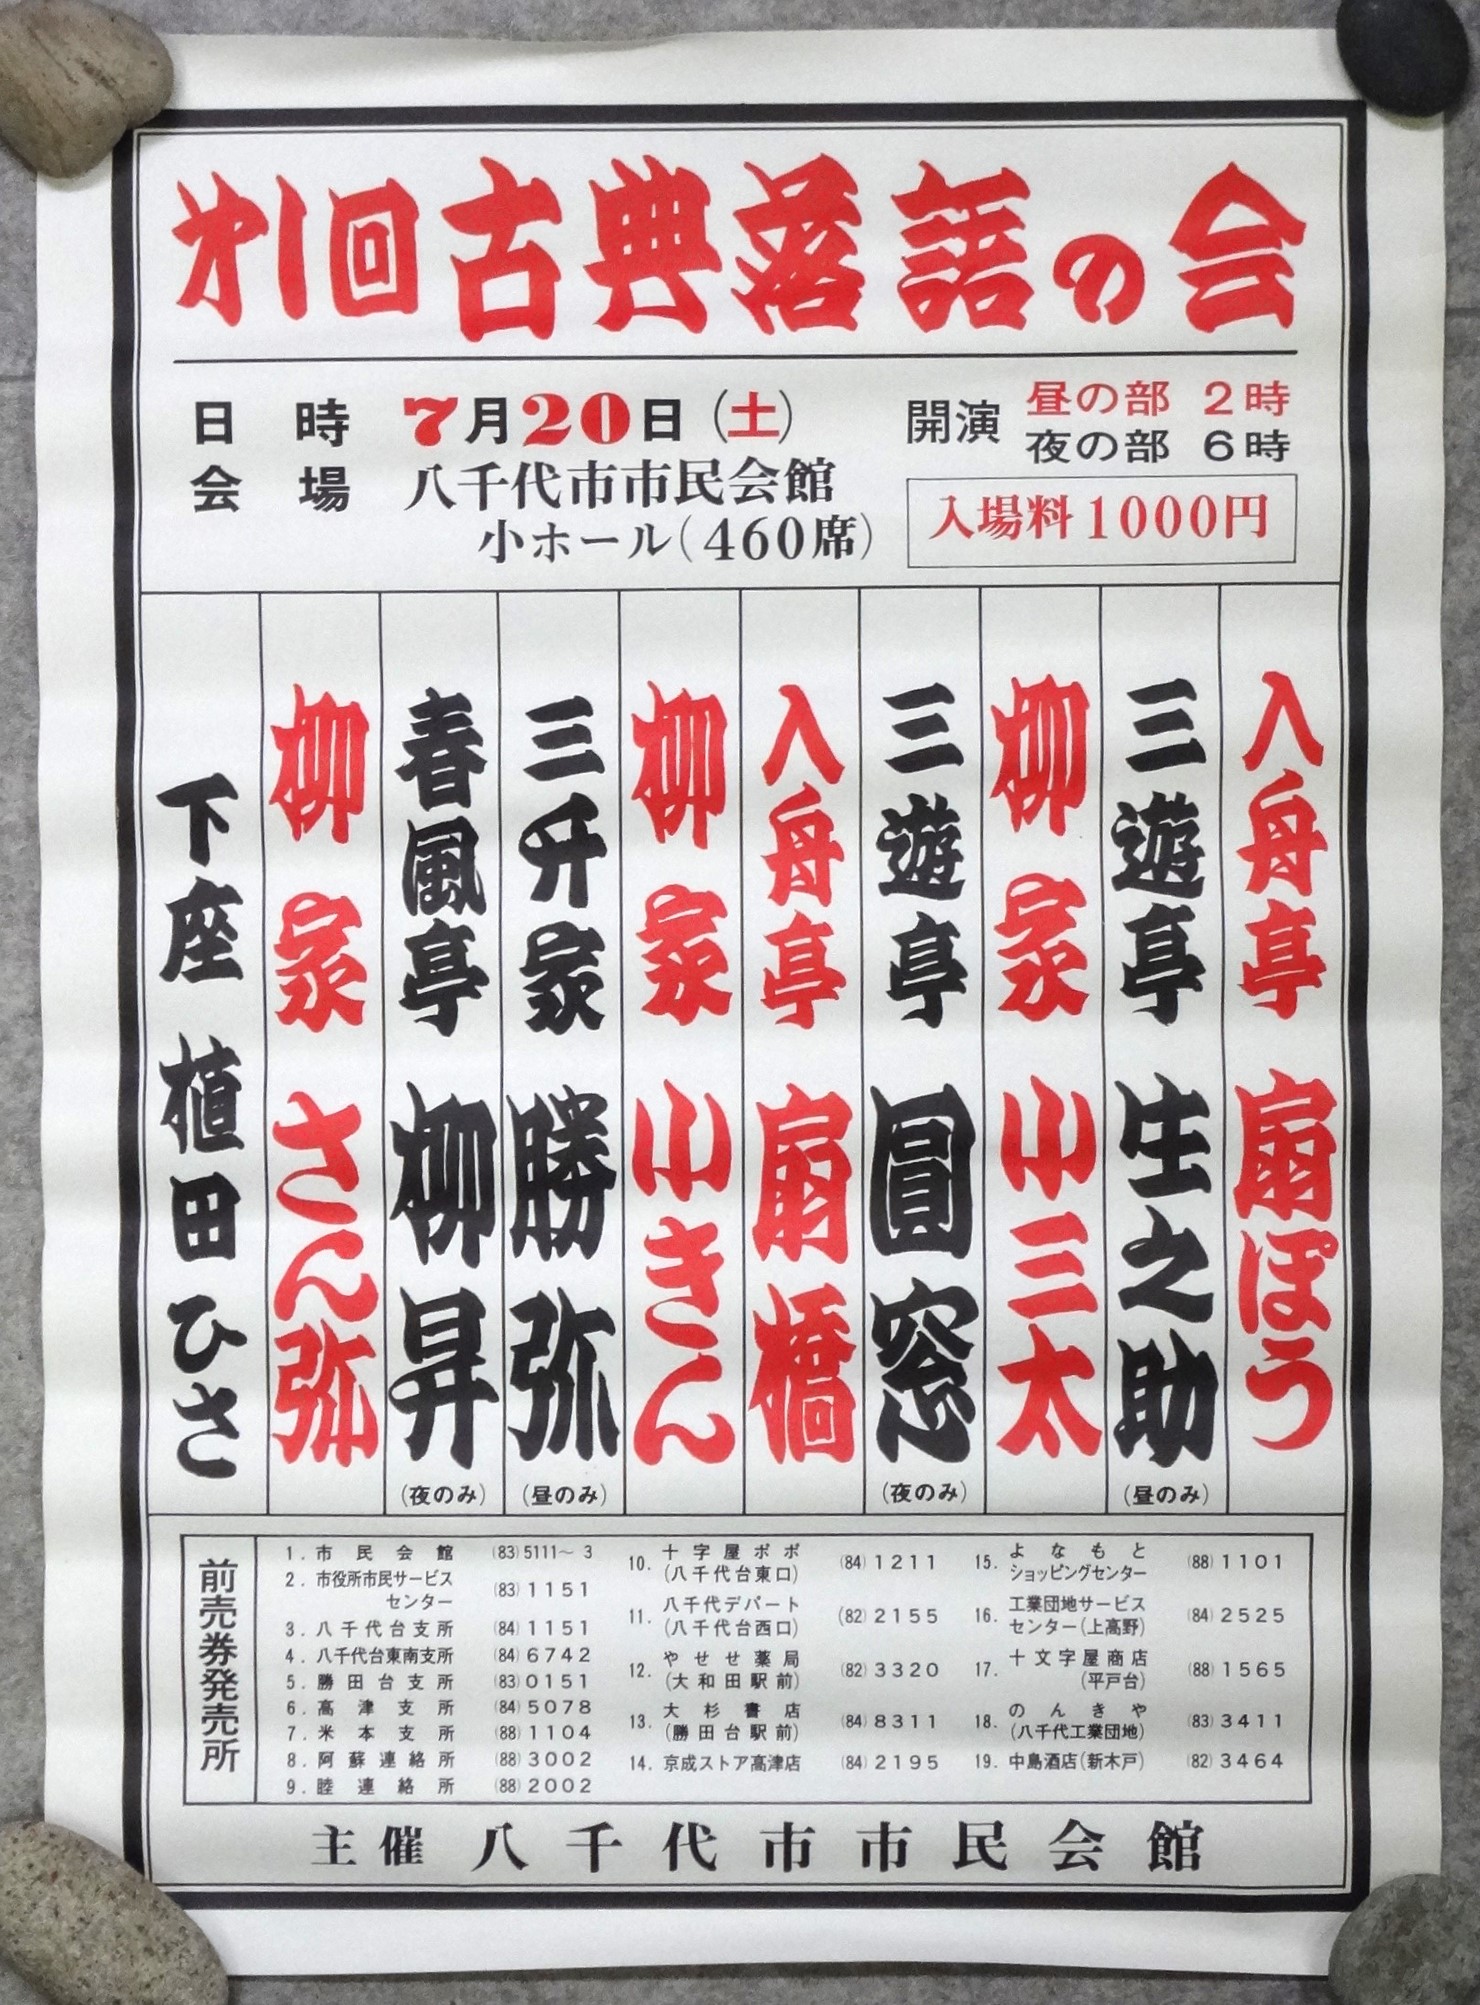 才1回古典落語の会
日時 7月20日(土)
会場 八千代市市民会館
小ホール(460席)
開演 昼の部 2時
夜の部 6時
入場料1000円
入舟亭 扇ぽう
三遊亭 生之助
(昼のみ)
柳家 小三太
三遊亭 圓窓
(夜のみ)
入舟亭 扇橋
柳家 小きん
三升家 勝弥
(昼のみ)
春風亭 柳昇
(夜のみ)
柳家 さん弥
下座 植田ひさ
前売券発売所
1. 市民会館 (83)5111~3
2. 市役所市民サービス
センター (83)1151
3. 八千代台支所 (84)1151
4. 八千代台東南支所 (84)6742
5. 勝田台支所 (83)0151
6. 高津支所 (84)5078
7. 米本支所 (88)1104
8. 阿蘇連絡所 (88)3002
9. 睦連絡所 (88)2002
10. 十字屋ポポ
(八千代台東口) (84)1211
11. 八千代デパート
(八千代台西口) (82)2155
12. やせせ薬局
(大和田駅前) (82)3320
13. 大杉書店
(勝田台駅前) (84)8311
14. 京成ストア高津店 (84)2195
15. よなもと
ショッピングセンター (88)1101
16. 工業団地サービス
センター(上高野) (84)2525
17. 十文字屋商店
(平戸台) (88)1565
18. のんきや
(八千代工業団地) (83)3411
19. 中島酒店(新木戸) (82)3464
主催 八千代市市民会館